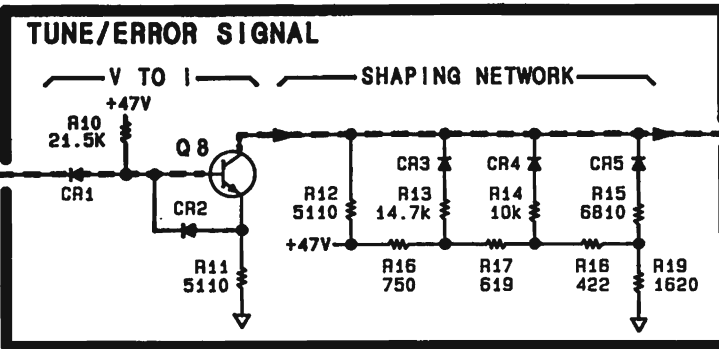 TUNE/ERROR SIGNAL
V TO I
SHAPING NETWORK
+47V
R10
21.5K
Q8
CR1
CR2
R11
5110
CR3
CR4
CR5
R12
5110
R13
14.7k
R14
10k
R15
6810
+47V
R16
750
R17
619
R16
422
R19
1620